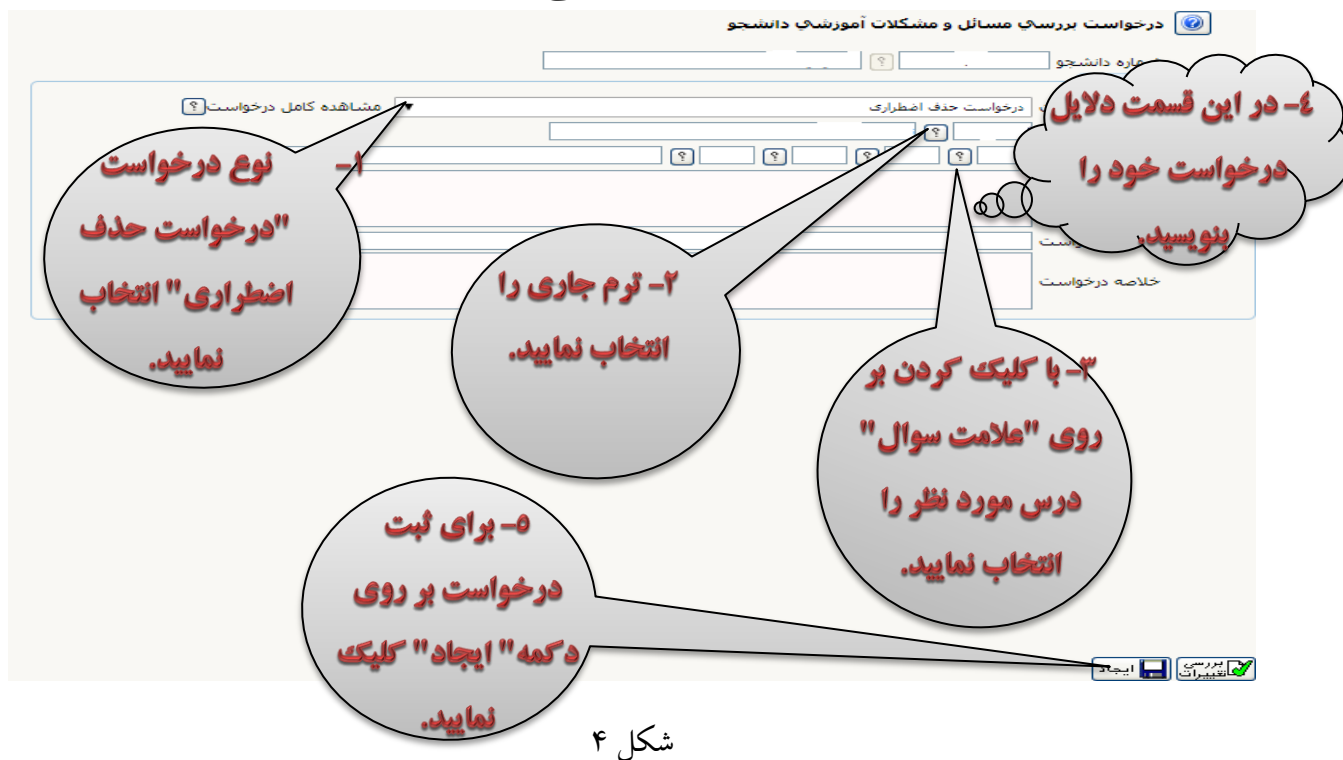 درخواست بررسي مسائل و مشکلات آموزشي دانشجو
شماره دانشجو
درخواست حذف اضطراری
مشاهده کامل درخواست
۴- در این قسمت دلایل
درخواست خود را
بنویسید.
۱- نوع درخواست
"درخواست حذف
اضطراری" انتخاب
نمایید.
۲- ترم جاری را
انتخاب نمایید.
خلاصه درخواست
۳- با کلیک کردن بر
روی "علامت سوال"
درس مورد نظر را
انتخاب نمایید.
۵- برای ثبت
درخواست بر روی
دکمه" ایجاد" کلیک
نمایید.
بررسی تغییرات
ایجاد
شکل ۴